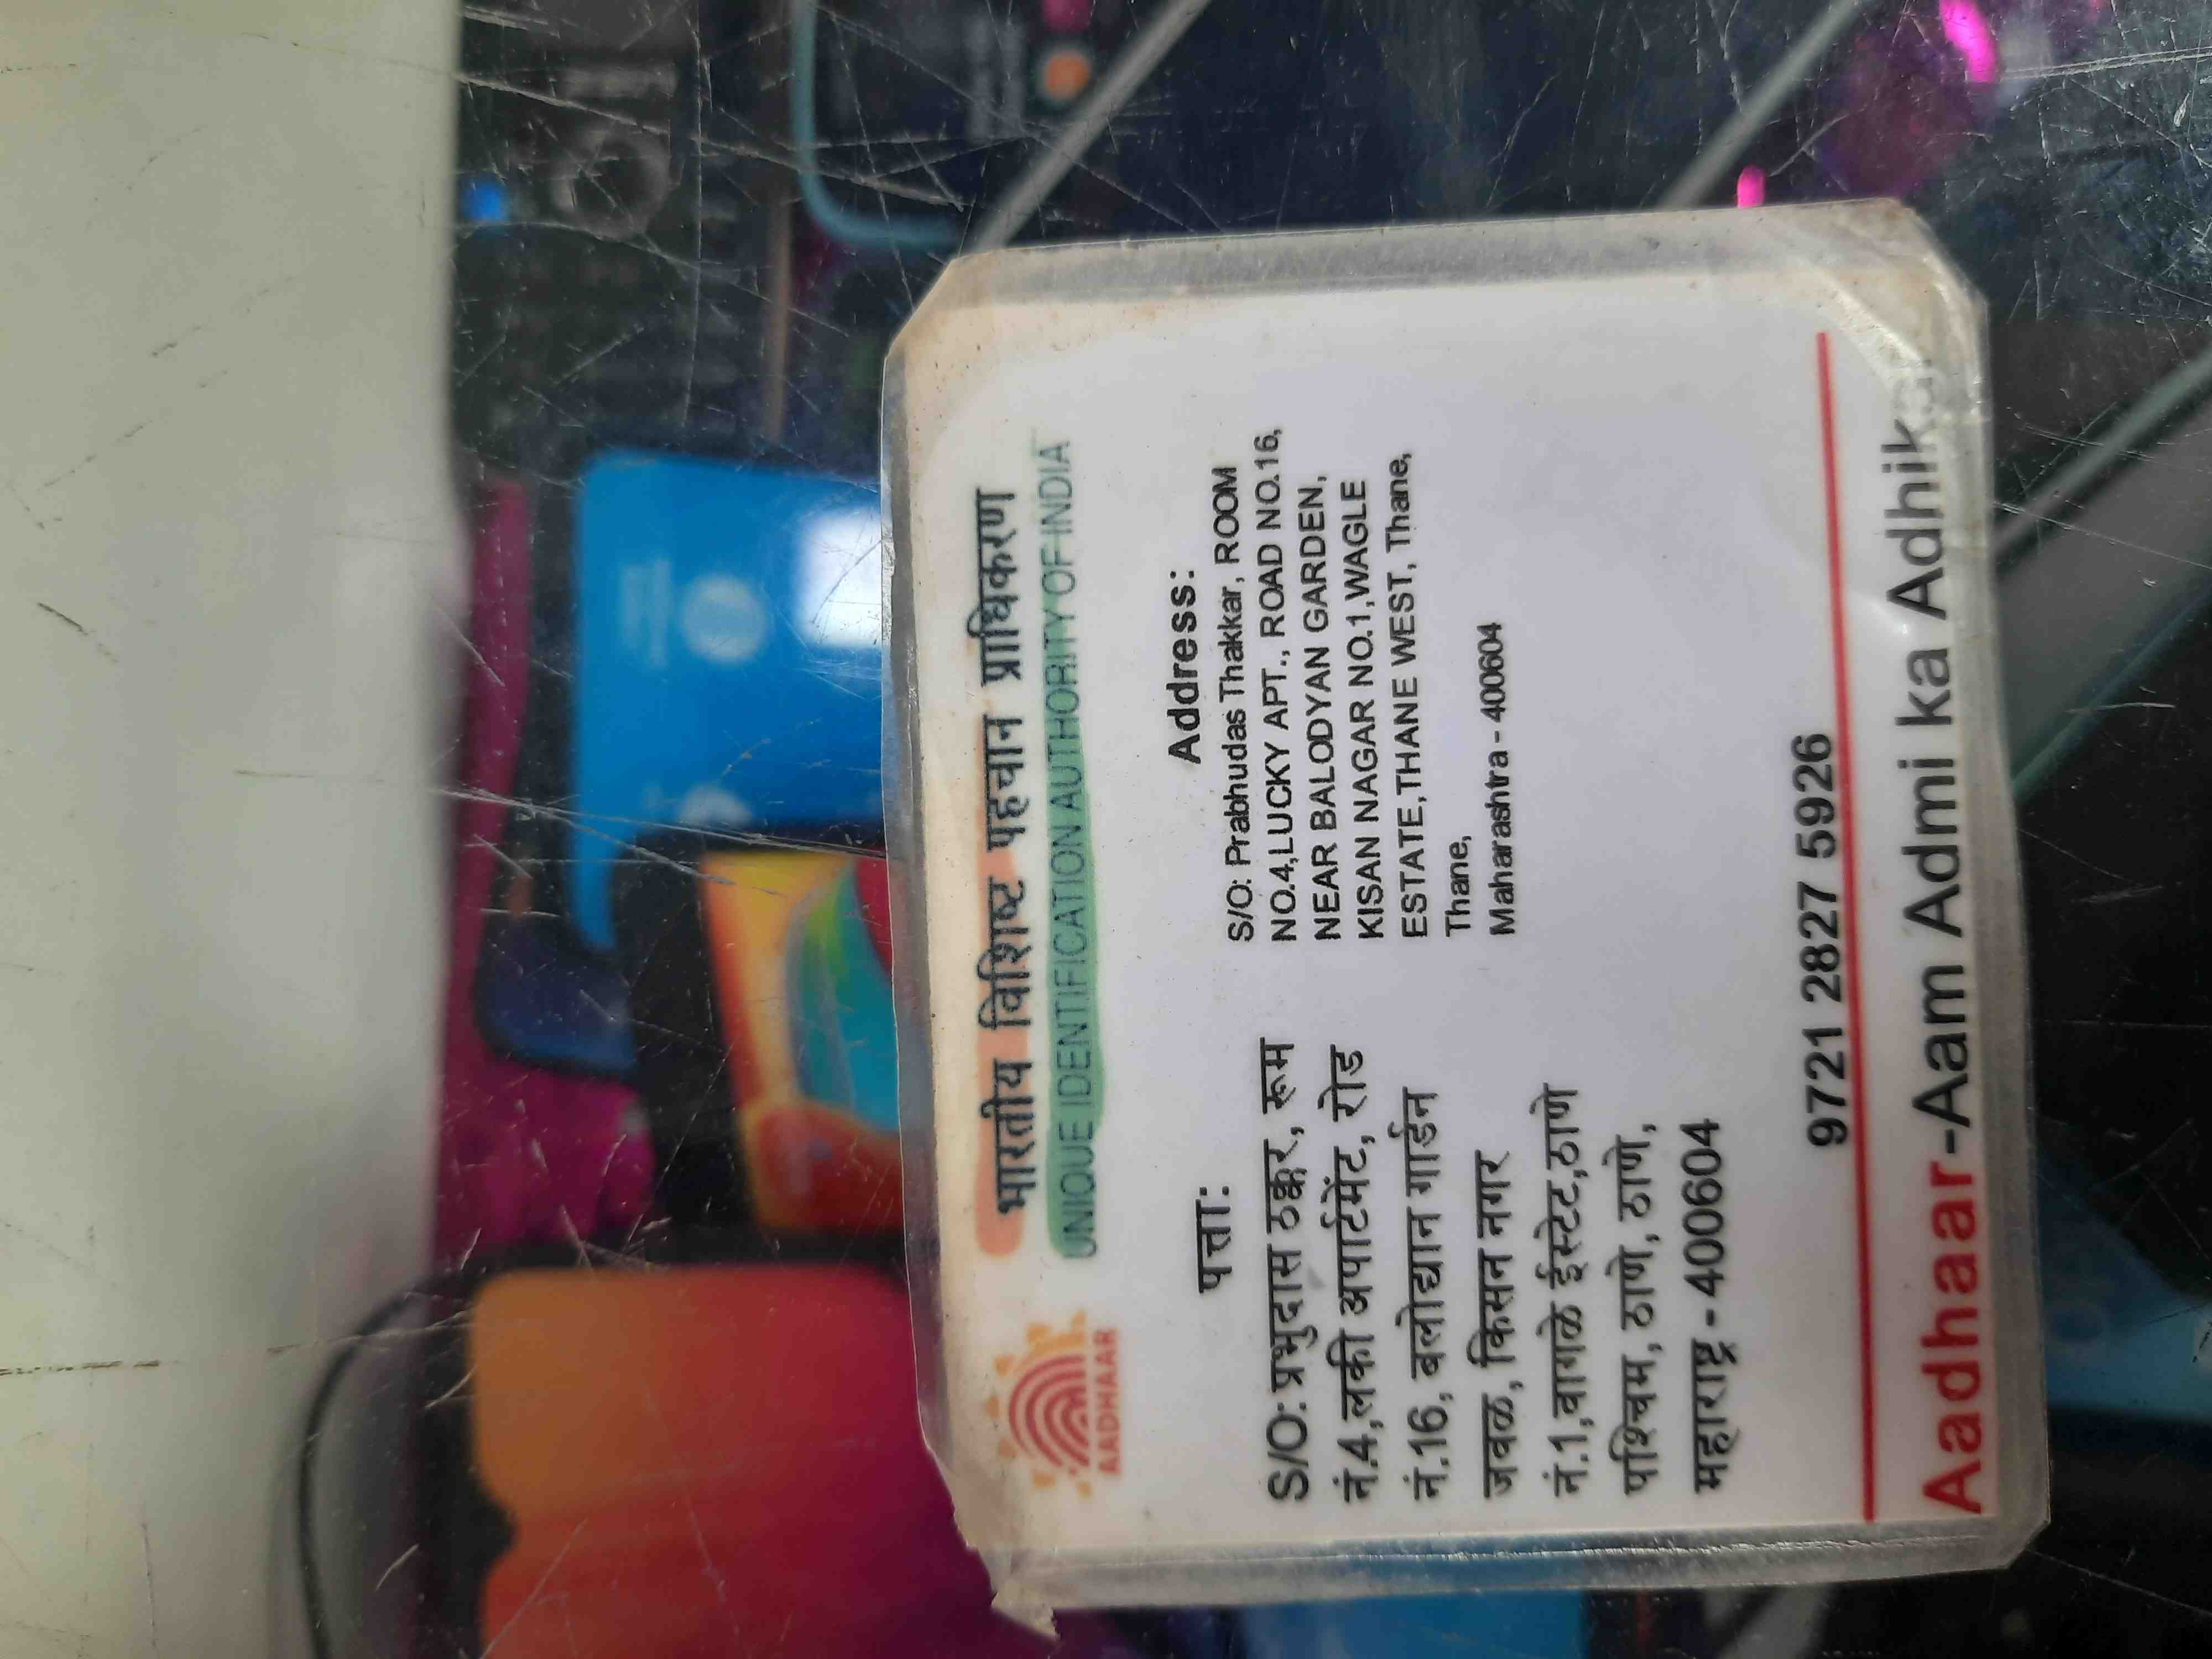 भारतीय विशिष्ट पहचान प्राधिकरण
UNIQUE IDENTIFICATION AUTHORITY OF INDIA
AADHAAR
पत्ता:
S/O: प्रभुदास ठक्कर, रूम
नं.4,लकी अपार्टमेंट, रोड
नं.16, बलोद्यान गार्डन
जवळ, किसन नगर
नं.1,वागळे ईस्टेट,ठाणे
पश्चिम, ठाणे, ठाणे,
महाराष्ट्र - 400604
Address:
S/O: Prabhudas Thakkar, ROOM
NO.4,LUCKY APT., ROAD NO.16,
NEAR BALODYAN GARDEN,
KISAN NAGAR NO.1,WAGLE
ESTATE,THANE WEST, Thane,
Thane,
Maharashtra - 400604
9721 2827 5926
Aadhaar-Aam Admi ka Adhikar